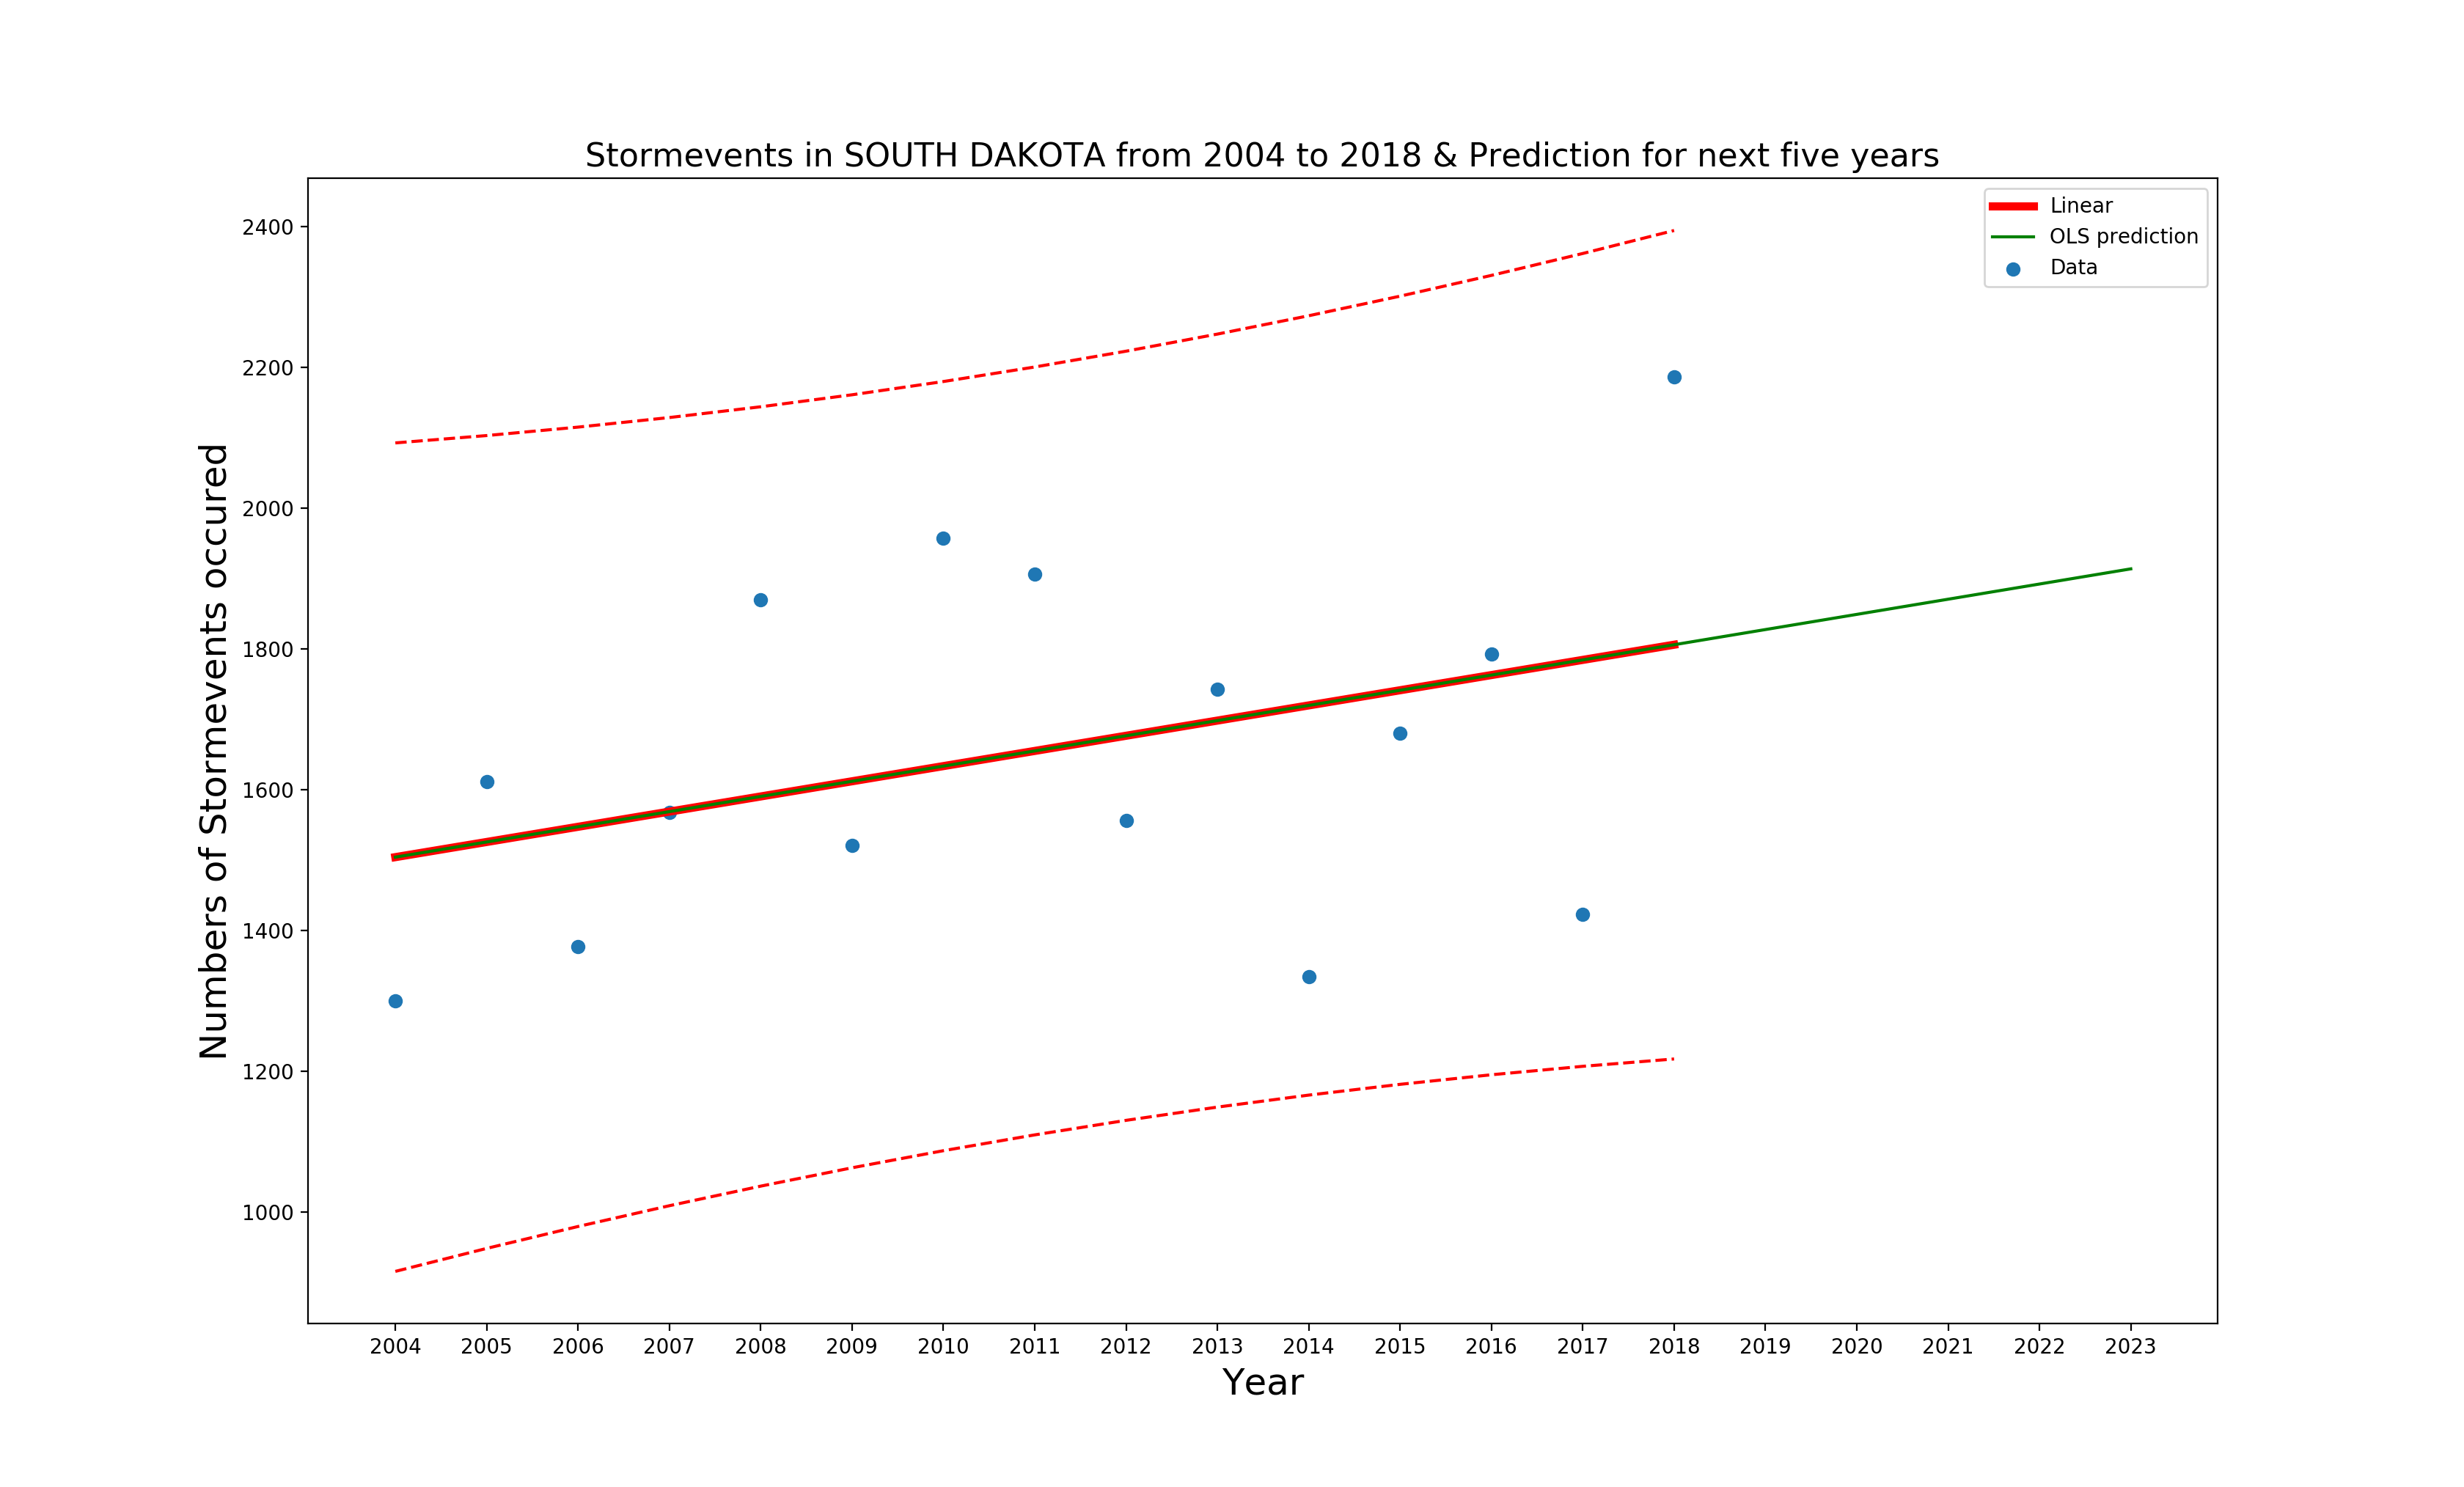 Stormevents in SOUTH DAKOTA from 2004 to 2018 & Prediction for next five years
Linear
OLS prediction
Data
Numbers of Stormevents occured
2400
2200
2000
1800
1600
1400
1200
1000
2004 2005 2006 2007 2008 2009 2010 2011 2012 2013 2014 2015 2016 2017 2018 2019 2020 2021 2022 2023
Year